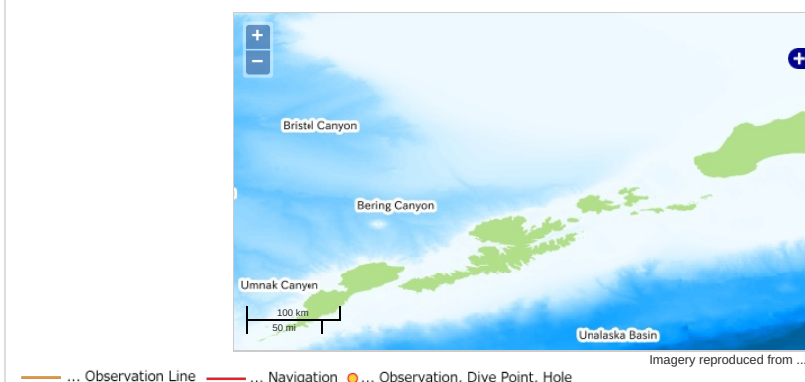 +
−
+
Bristol Canyon
Bering Canyon
Umnak Canyon
100 km
50 mi
Unalaska Basin
Imagery reproduced from ...
... Observation Line ... Navigation ... Observation, Dive Point, Hole